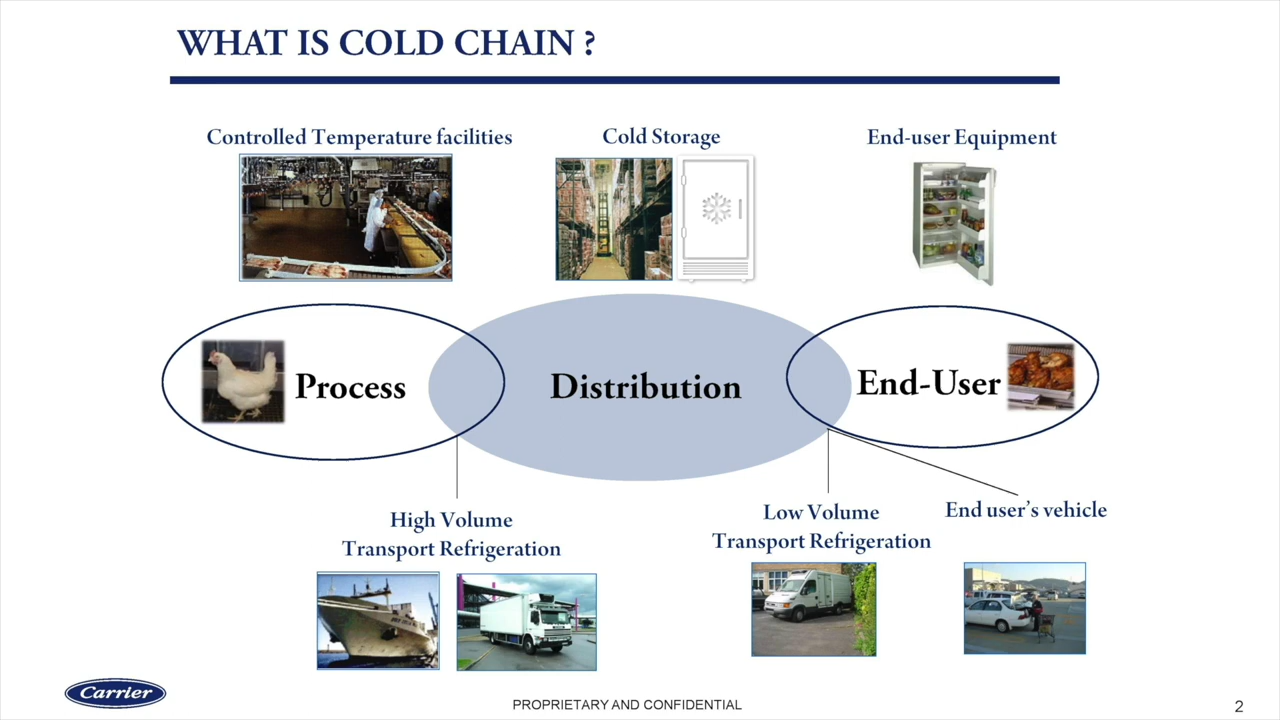 WHAT IS COLD CHAIN ?
Controlled Temperature facilities
Cold Storage
End-user Equipment
Process
Distribution
End-User
High Volume
Transport Refrigeration
Low Volume
Transport Refrigeration
End user's vehicle
Carrier
PROPRIETARY AND CONFIDENTIAL
2